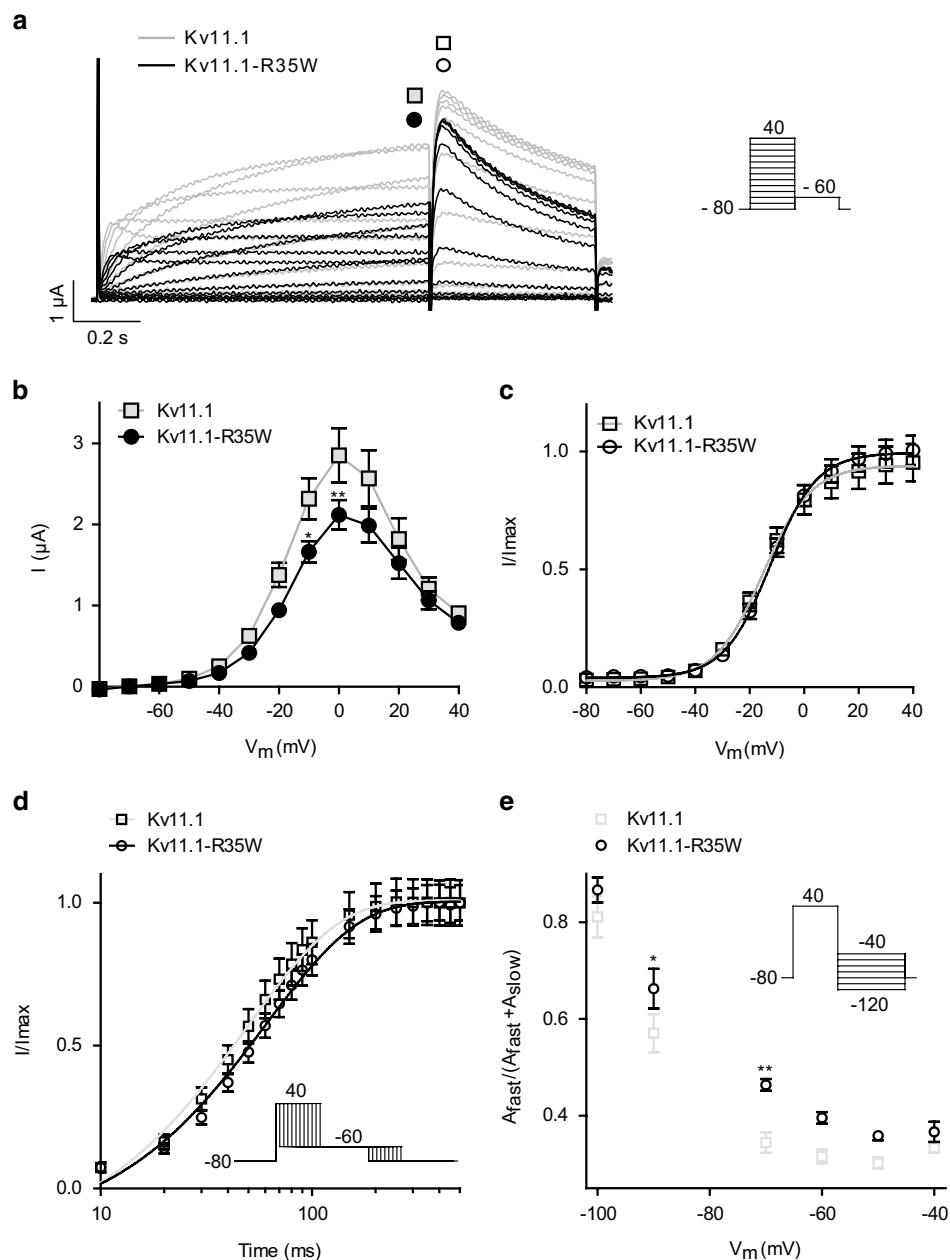 a
Kv11.1
Kv11.1-R35W
1 µA
0.2 s
40
- 60
- 80
b
Kv11.1
Kv11.1-R35W
I (µA)
3
2
1
0
**
*
-60 -40 -20 0 20 40
Vm(mV)
c
Kv11.1
Kv11.1-R35W
I/Imax
1.0
0.5
0.0
-80 -60 -40 -20 0 20 40
Vm(mV)
d
Kv11.1
Kv11.1-R35W
I/Imax
1.0
0.5
0.0
40
-60
-80
10 100
Time (ms)
e
Kv11.1
Kv11.1-R35W
Afast/(Afast+Aslow)
0.8
0.6
0.4
*
**
40
-40
-80
-120
-100 -80 -60 -40
Vm(mV)